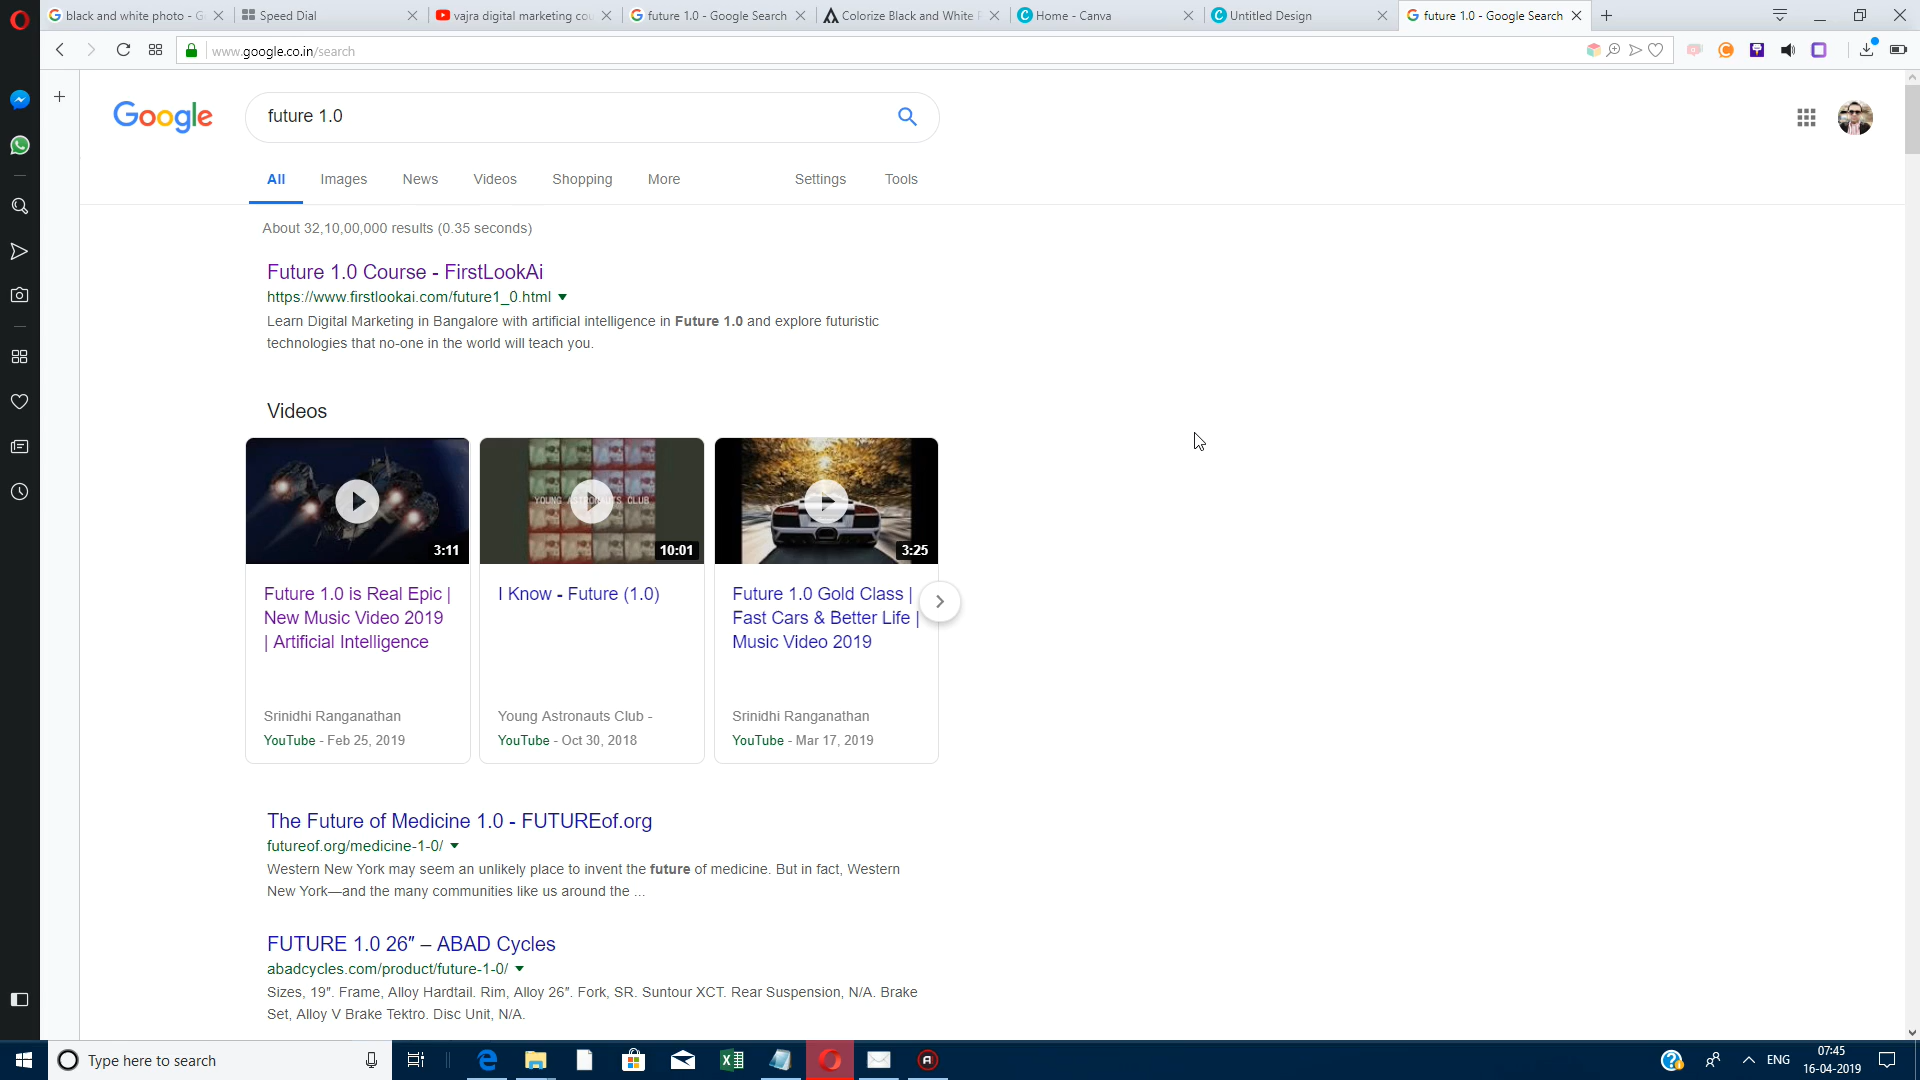 black and white photo - G
Speed Dial
vajra digital marketing cou
future 1.0 - Google Search
Colorize Black and White P
Home - Canva
Untitled Design
future 1.0 - Google Search
www.google.co.in/search
Google
future 1.0
All
Images
News
Videos
Shopping
More
Settings
Tools
About 32,10,00,000 results (0.35 seconds)
Future 1.0 Course - FirstLookAi
https://www.firstlookai.com/future1_0.html
Learn Digital Marketing in Bangalore with artificial intelligence in Future 1.0 and explore futuristic
technologies that no-one in the world will teach you.
Videos
3:11
YOUNG ASTRONAUTS CLUB
10:01
3:25
Future 1.0 is Real Epic |
New Music Video 2019
| Artificial Intelligence
Srinidhi Ranganathan
YouTube - Feb 25, 2019
I Know - Future (1.0)
Young Astronauts Club -
YouTube - Oct 30, 2018
Future 1.0 Gold Class |
Fast Cars & Better Life |
Music Video 2019
Srinidhi Ranganathan
YouTube - Mar 17, 2019
The Future of Medicine 1.0 - FUTUREof.org
futureof.org/medicine-1-0/
Western New York may seem an unlikely place to invent the future of medicine. But in fact, Western
New York—and the many communities like us around the ...
FUTURE 1.0 26″ – ABAD Cycles
abadcycles.com/product/future-1-0/
Sizes, 19″. Frame, Alloy Hardtail. Rim, Alloy 26″. Fork, SR. Suntour XCT. Rear Suspension, N/A. Brake
Set, Alloy V Brake Tektro. Disc Unit, N/A.
Type here to search
ENG
07:45
16-04-2019